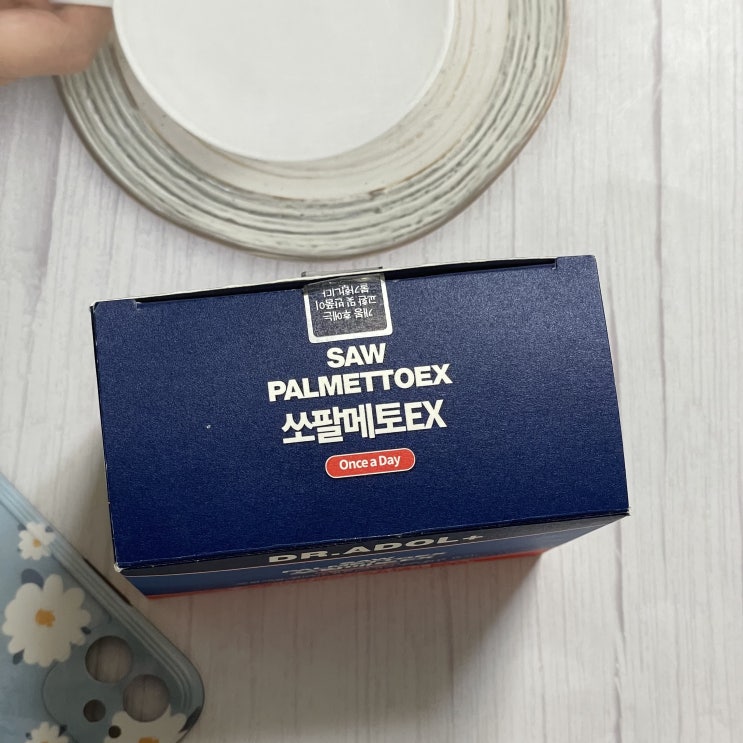 개봉 후에는
교환 및 반품이
불가합니다
SAW
PALMETTOEX
쏘팔메토EX
Once a Day
DR.ADOL+